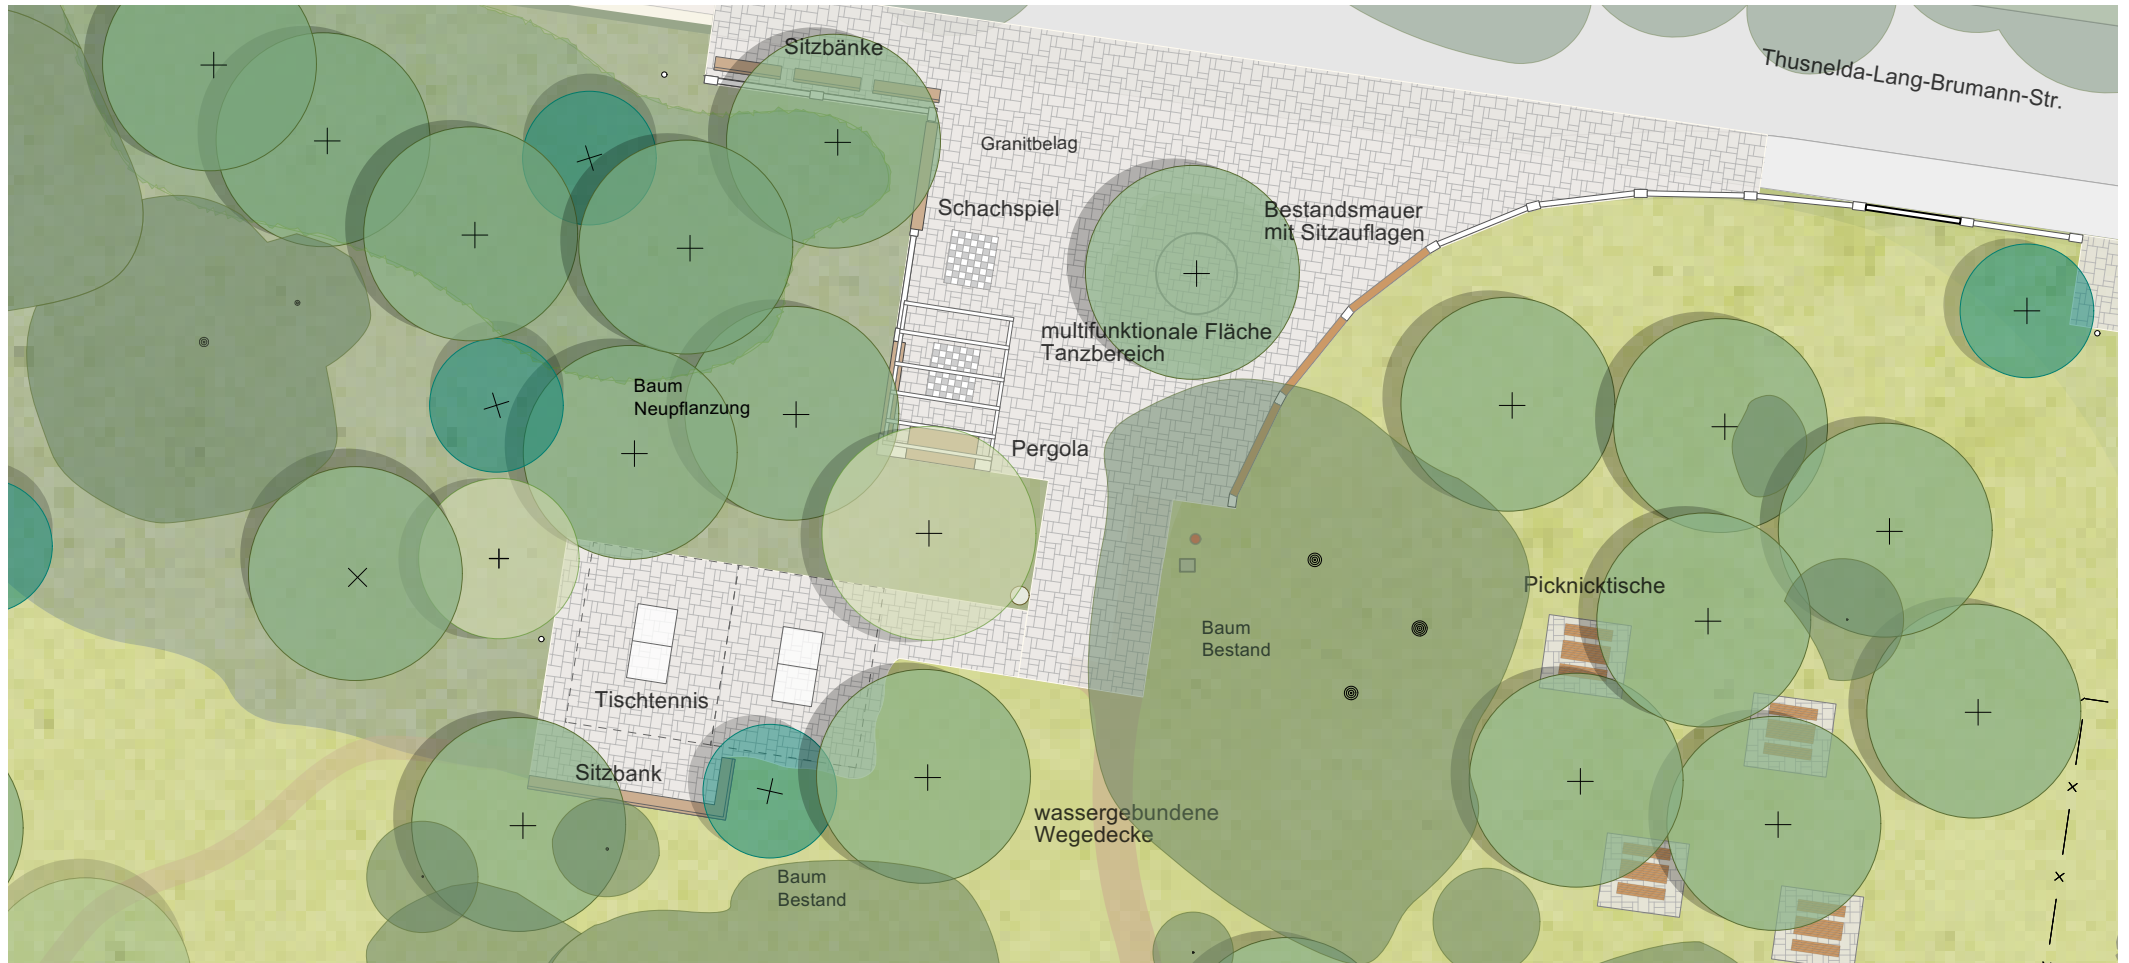 Sitzbänke
Thusnelda-Lang-Brumann-Str.
Granitbelag
Schachspiel
Bestandsmauer
mit Sitzauflagen
multifunktionale Fläche
Tanzbereich
Baum
Neupflanzung
Pergola
Picknicktische
Baum
Bestand
Tischtennis
Sitzbank
wassergebundene
Wegedecke
Baum
Bestand